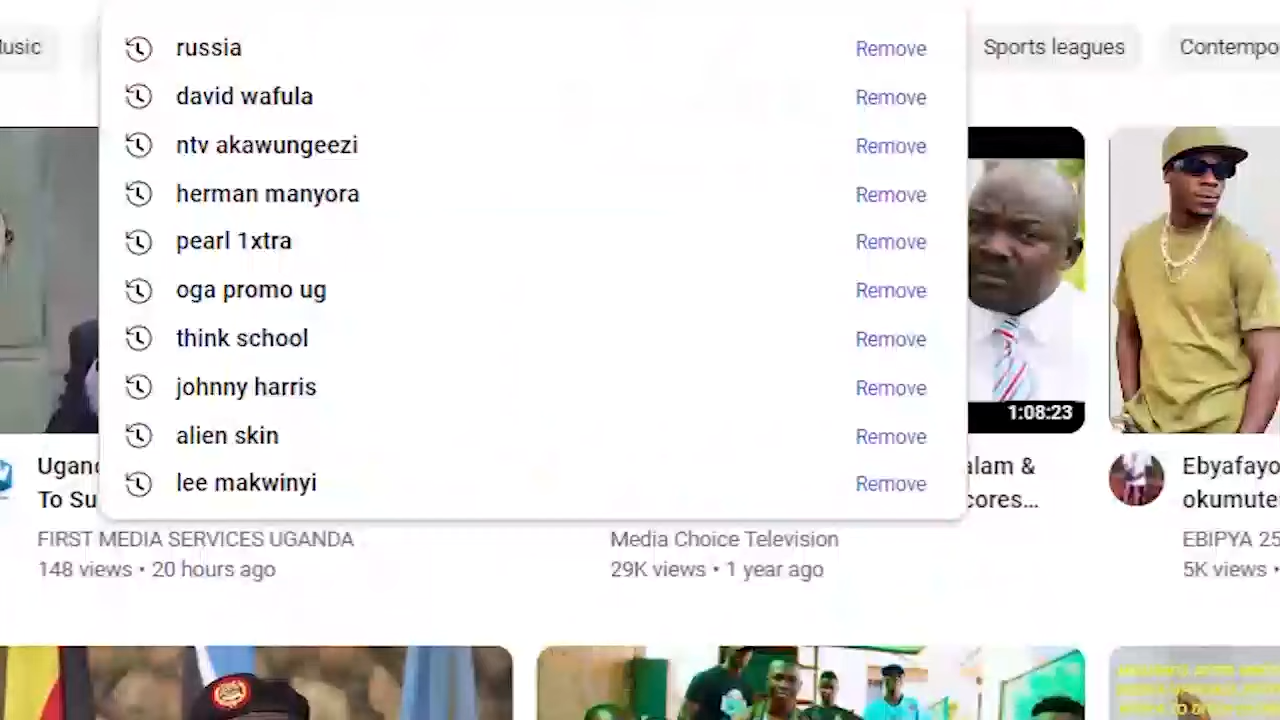 usic
Sports leagues
Contempo
russia
Remove
david wafula
Remove
ntv akawungeezi
Remove
herman manyora
Remove
pearl 1xtra
Remove
oga promo ug
Remove
think school
Remove
johnny harris
Remove
alien skin
Remove
lee makwinyi
Remove
1:08:23
Ugand
To Su
FIRST MEDIA SERVICES UGANDA
148 views • 20 hours ago
alam &
cores...
Media Choice Television
29K views • 1 year ago
Ebyafayo
okumute
EBIPYA 25
5K views •